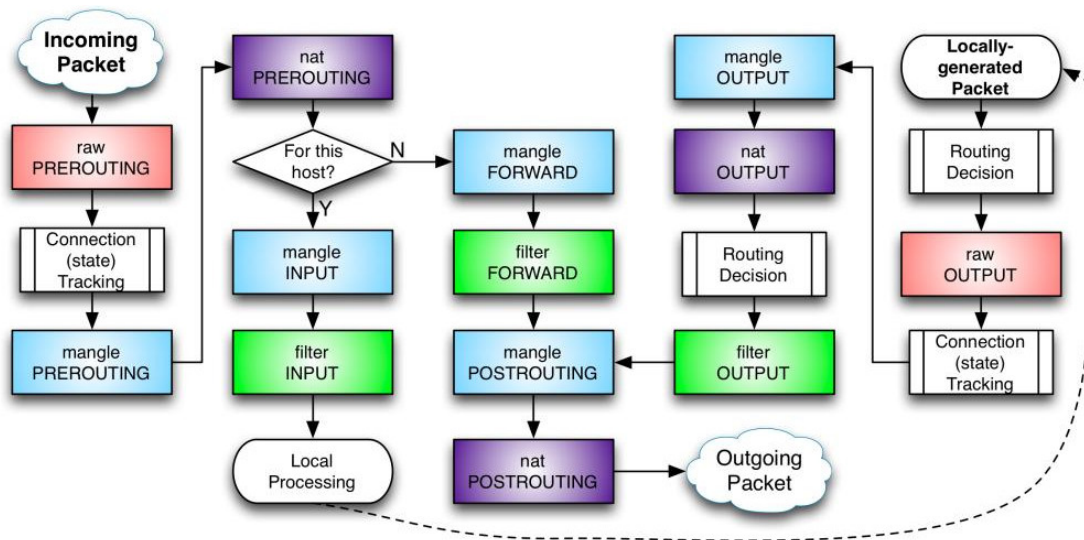 Incoming
Packet
raw
PREROUTING
Connection
(state)
Tracking
mangle
PREROUTING
nat
PREROUTING
For this
host?
N
Y
mangle
INPUT
filter
INPUT
Local
Processing
mangle
FORWARD
filter
FORWARD
mangle
POSTROUTING
nat
POSTROUTING
mangle
OUTPUT
nat
OUTPUT
Routing
Decision
filter
OUTPUT
Outgoing
Packet
Locally-
generated
Packet
Routing
Decision
raw
OUTPUT
Connection
(state)
Tracking